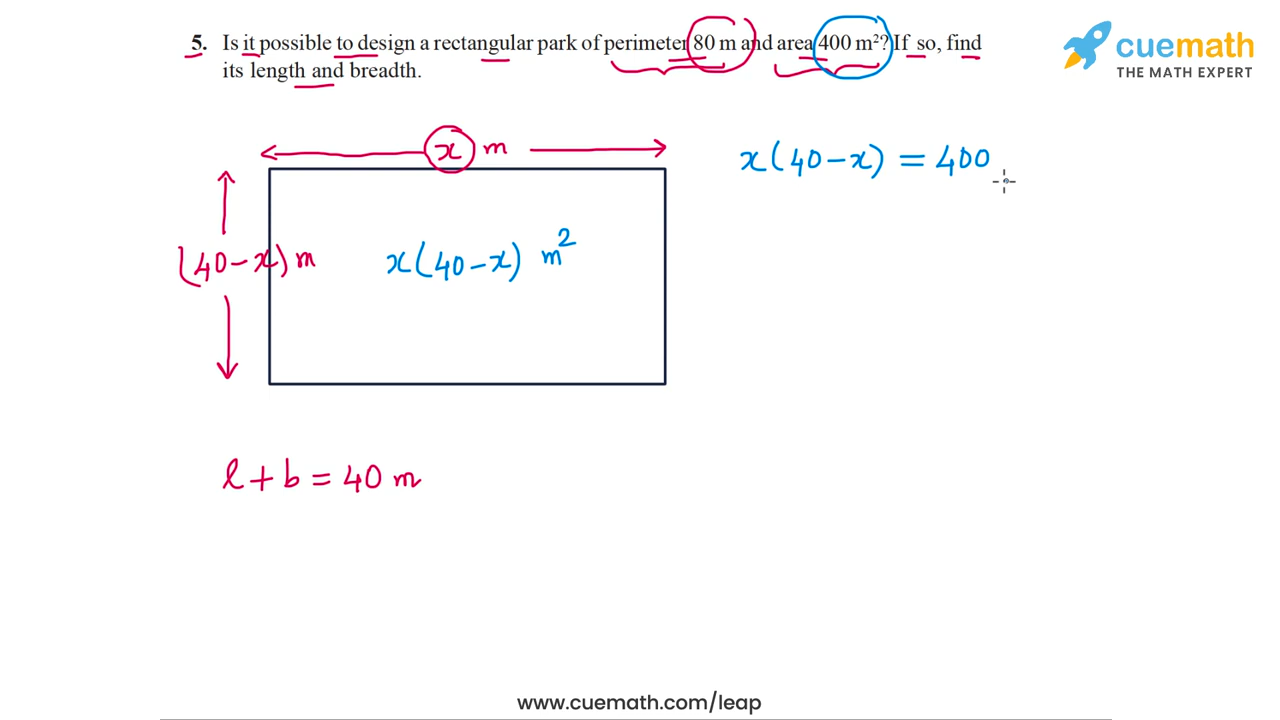 5. Is it possible to design a rectangular park of perimeter 80 m and area 400 m²? If so, find
its length and breadth.
cuemath
THE MATH EXPERT
x m
x(40-x) = 400
(40-x) m
x(40-x) m²
l + b = 40 m
www.cuemath.com/leap